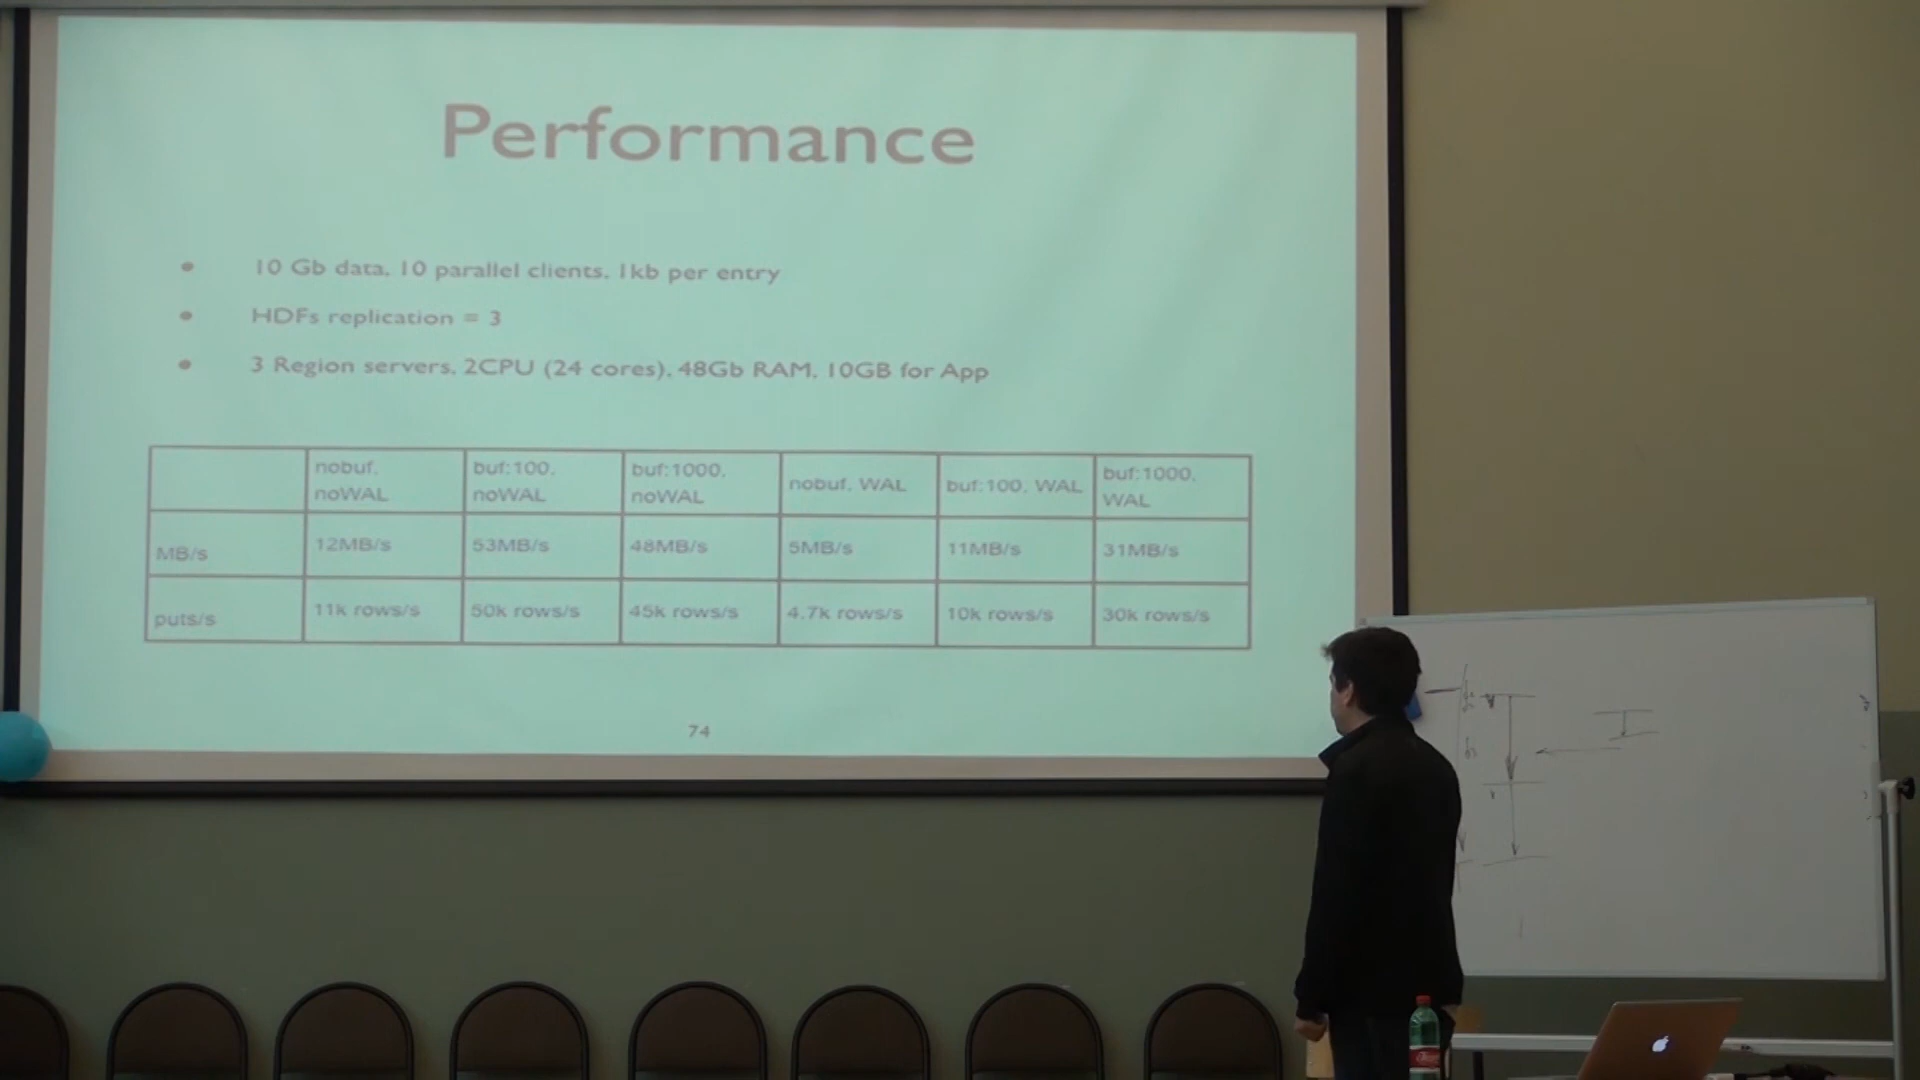 Performance
10 Gb data, 10 parallel clients, 1kb per entry
HDFs replication = 3
3 Region servers, 2CPU (24 cores), 48Gb RAM, 10GB for App
nobuf, noWAL
buf:100, noWAL
buf:1000, noWAL
nobuf, WAL
buf:100, WAL
buf:1000, WAL
MB/s
12MB/s
53MB/s
48MB/s
5MB/s
11MB/s
31MB/s
puts/s
11k rows/s
50k rows/s
45k rows/s
4.7k rows/s
10k rows/s
30k rows/s
74